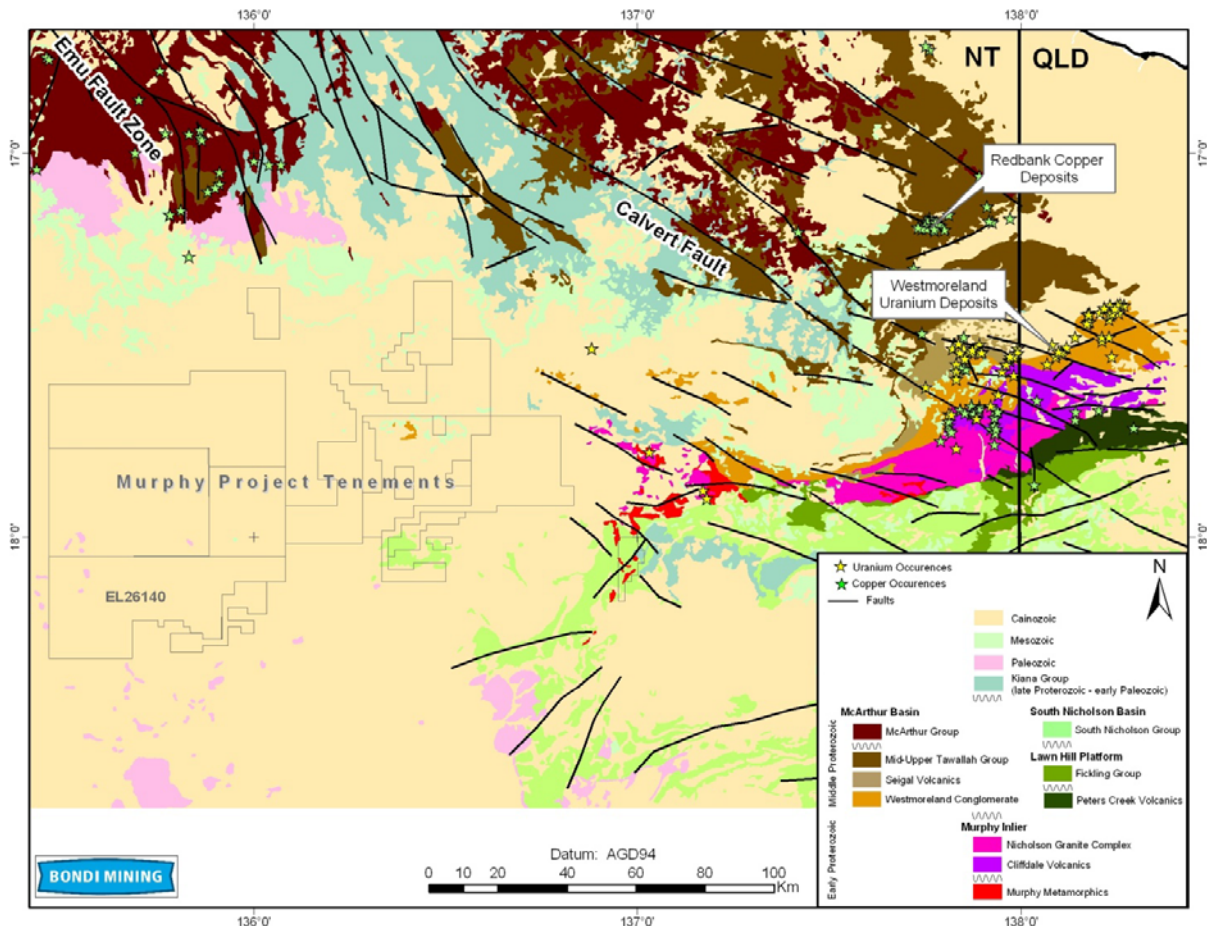 136°0' 137°0' 138°0'
NT QLD
Emu Fault Zone
17°0' 17°0'
Redbank Copper
Deposits
Calvert Fault
Westmoreland
Uranium Deposits
Murphy Project Tenements
18°0' 18°0'
EL26140
Uranium Occurences
Copper Occurences
Faults
N
Cainozoic
Mesozoic
Paleozoic
Kiana Group
(late Proterozoic - early Paleozoic)
McArthur Basin
South Nicholson Basin
McArthur Group
South Nicholson Group
Lawn Hill Platform
Middle Proterozoic
Mid-Upper Tawallah Group
Fickling Group
Seigal Volcanics
Westmoreland Conglomerate
Peters Creek Volcanics
Early Proterozoic
Murphy Inlier
Nicholson Granite Complex
Cliffdale Volcanics
Murphy Metamorphics
BONDI MINING
Datum: AGD94
0 20 40 60 80 100
Km
136°0' 137°0' 138°0'